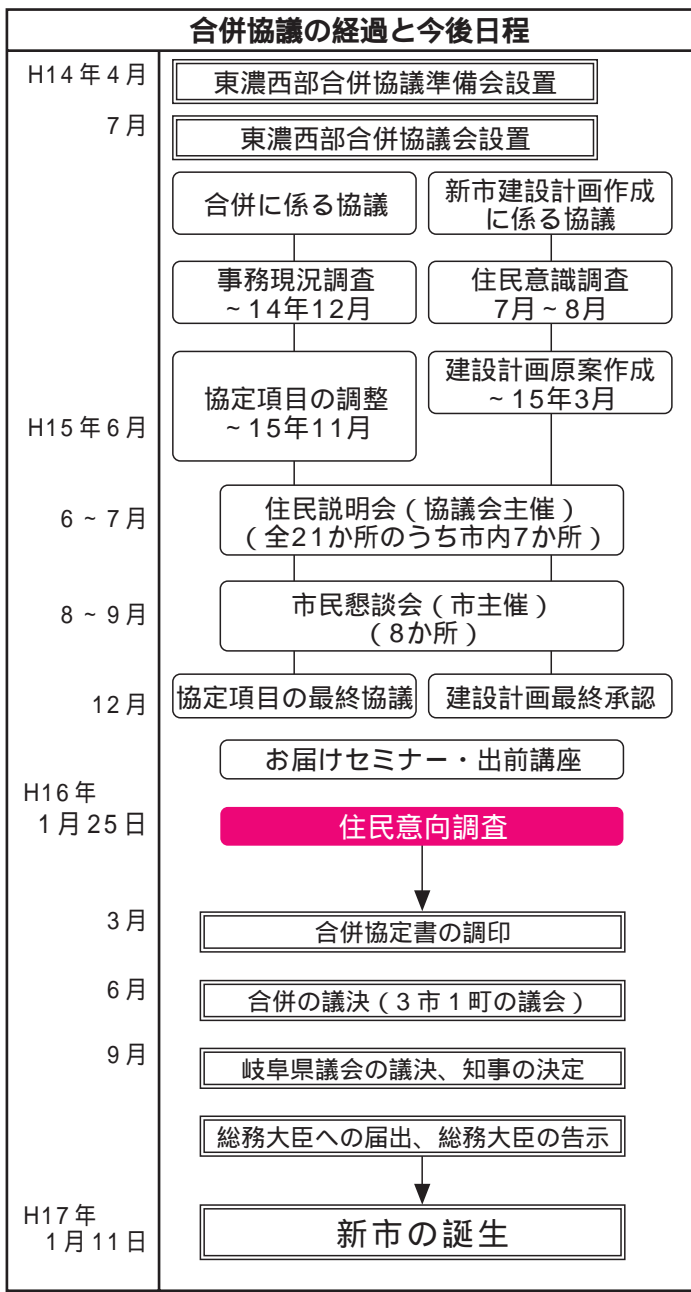 合併協議の経過と今後日程
H14年4月
東濃西部合併協議準備会設置
7月
東濃西部合併協議会設置
合併に係る協議
新市建設計画作成
に係る協議
事務現況調査
~14年12月
住民意識調査
7月~8月
協定項目の調整
~15年11月
建設計画原案作成
~15年3月
H15年6月
6~7月
住民説明会(協議会主催)
(全21か所のうち市内7か所)
8~9月
市民懇談会(市主催)
(8か所)
12月
協定項目の最終協議
建設計画最終承認
お届けセミナー・出前講座
H16年
1月25日
住民意向調査
3月
合併協定書の調印
6月
合併の議決(3市1町の議会)
9月
岐阜県議会の議決、知事の決定
総務大臣への届出、総務大臣の告示
H17年
1月11日
新市の誕生